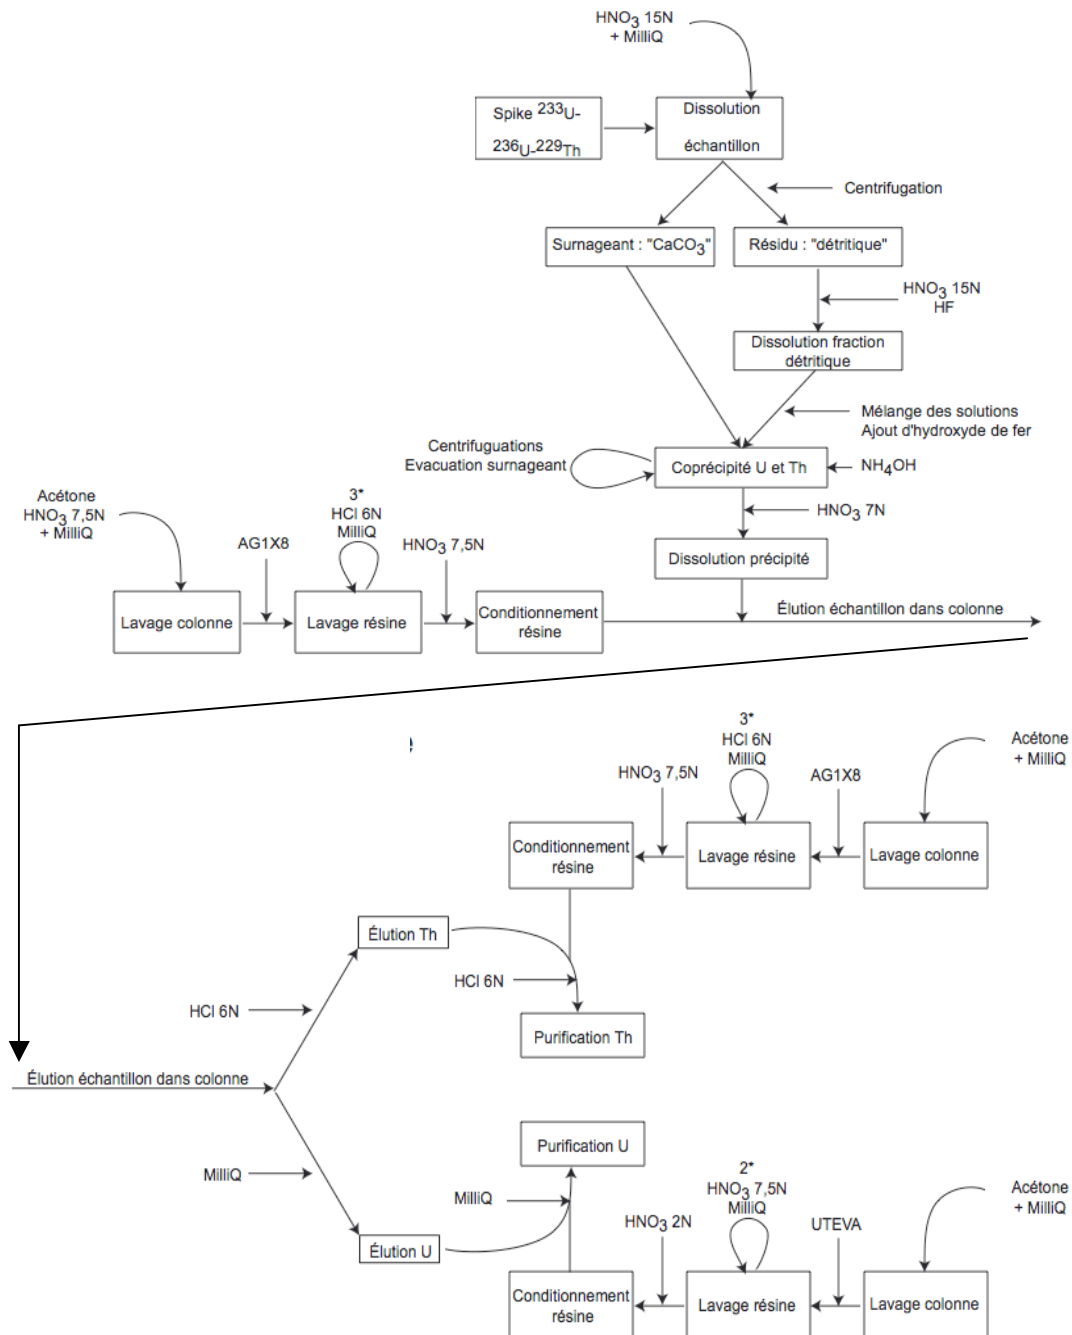 HNO3 15N
+ MilliQ
Spike 233U-
236U-229Th
Dissolution
échantillon
Centrifugation
Surnageant : "CaCO3"
Résidu : "détritique"
HNO3 15N
HF
Dissolution fraction
détritique
Mélange des solutions
Ajout d'hydroxyde de fer
Centrifuguations
Evacuation surnageant
Coprécipité U et Th
NH4OH
HNO3 7N
Dissolution précipité
Acétone
HNO3 7,5N
+ MilliQ
AG1X8
3*
HCl 6N
MilliQ
HNO3 7,5N
Lavage colonne
Lavage résine
Conditionnement
résine
Élution échantillon dans colonne
3*
HCl 6N
MilliQ
Acétone
+ MilliQ
HNO3 7,5N
AG1X8
Conditionnement
résine
Lavage résine
Lavage colonne
Élution Th
HCl 6N
HCl 6N
Purification Th
Élution échantillon dans colonne
Purification U
MilliQ
MilliQ
Élution U
2*
HNO3 7,5N
MilliQ
Acétone
+ MilliQ
HNO3 2N
UTEVA
Conditionnement
résine
Lavage résine
Lavage colonne